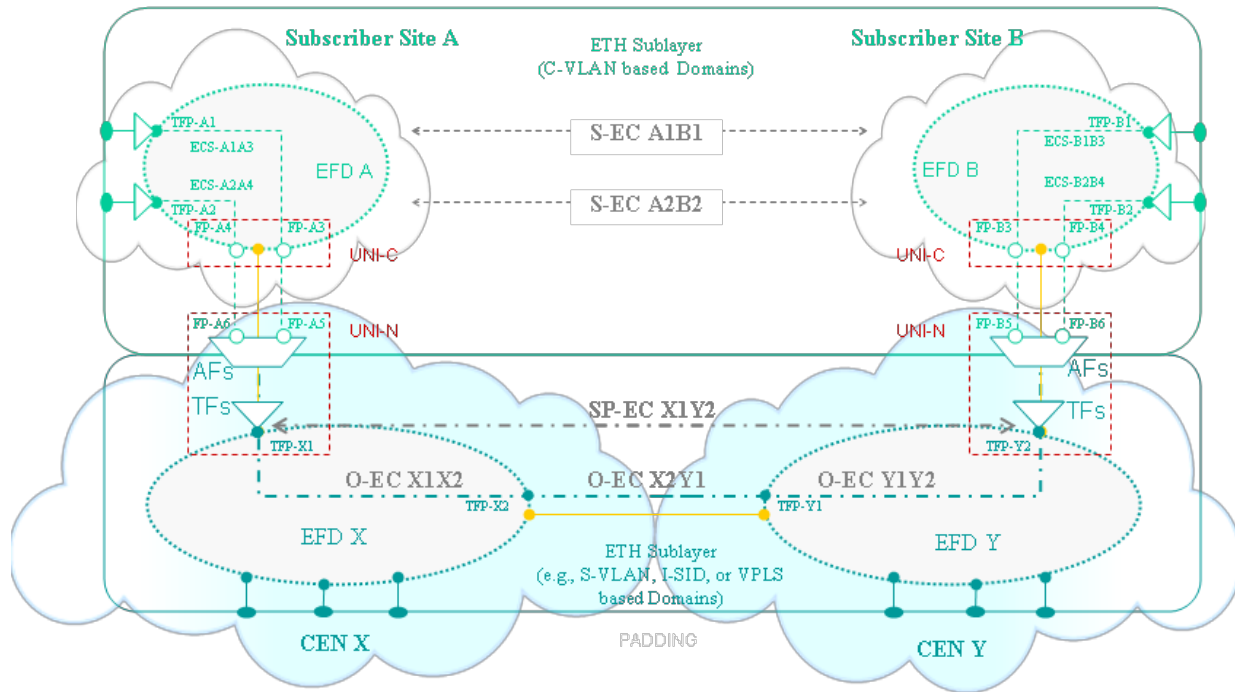 Subscriber Site A
Subscriber Site B
ETH Sublayer
(C-VLAN based Domains)
TFP-A1
TFP-B1
S-EC A1B1
ECS-A1A3
ECS-B1B3
EFD A
EFD B
ECS-A2A4
ECS-B2B4
S-EC A2B2
TFP-A2
TFP-B2
FP-A4
FP-A3
FP-B3
FP-B4
UNI-C
UNI-C
FP-A6
FP-A5
UNI-N
UNI-N
FP-B5
FP-B6
AFs
AFs
TFs
SP-EC X1Y2
TFs
TFP-X1
TFP-Y2
O-EC X1X2
O-EC X2Y1
O-EC Y1Y2
TFP-X2
TFP-Y1
EFD X
EFD Y
ETH Sublayer
(e.g., S-VLAN, I-SID, or VPLS
based Domains)
CEN X
PADDING
CEN Y